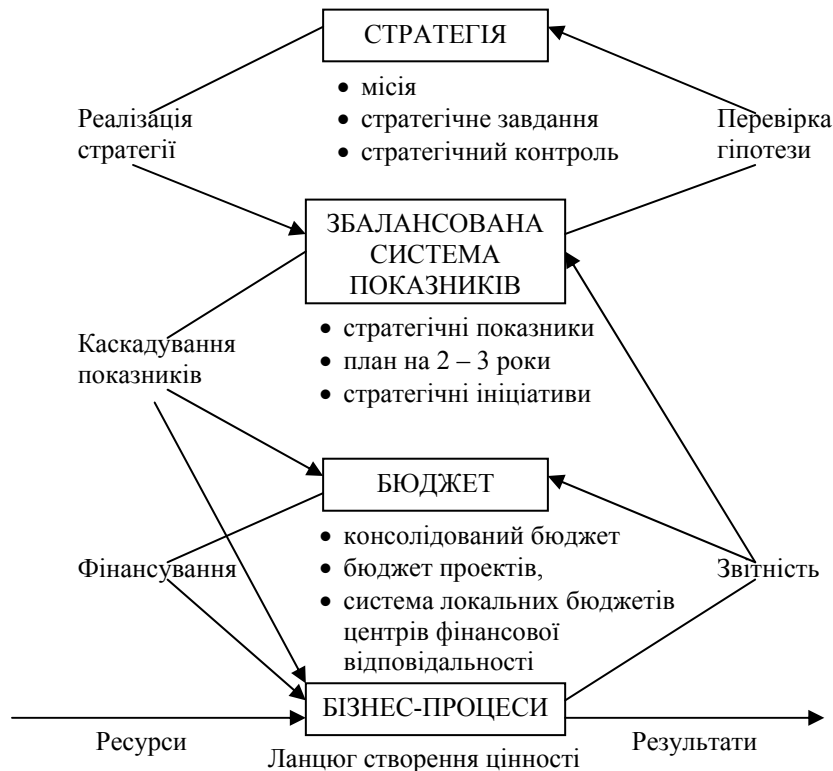 СТРАТЕГІЯ
• місія
• стратегічне завдання
• стратегічний контроль
Реалізація
стратегії
Перевірка
гіпотези
ЗБАЛАНСОВАНА
СИСТЕМА
ПОКАЗНИКІВ
• стратегічні показники
• план на 2 – 3 роки
• стратегічні ініціативи
Каскадування
показників
БЮДЖЕТ
• консолідований бюджет
• бюджет проектів,
• система локальних бюджетів
центрів фінансової
відповідальності
Фінансування
Звітність
БІЗНЕС-ПРОЦЕСИ
Ресурси
Ланцюг створення цінності
Результати